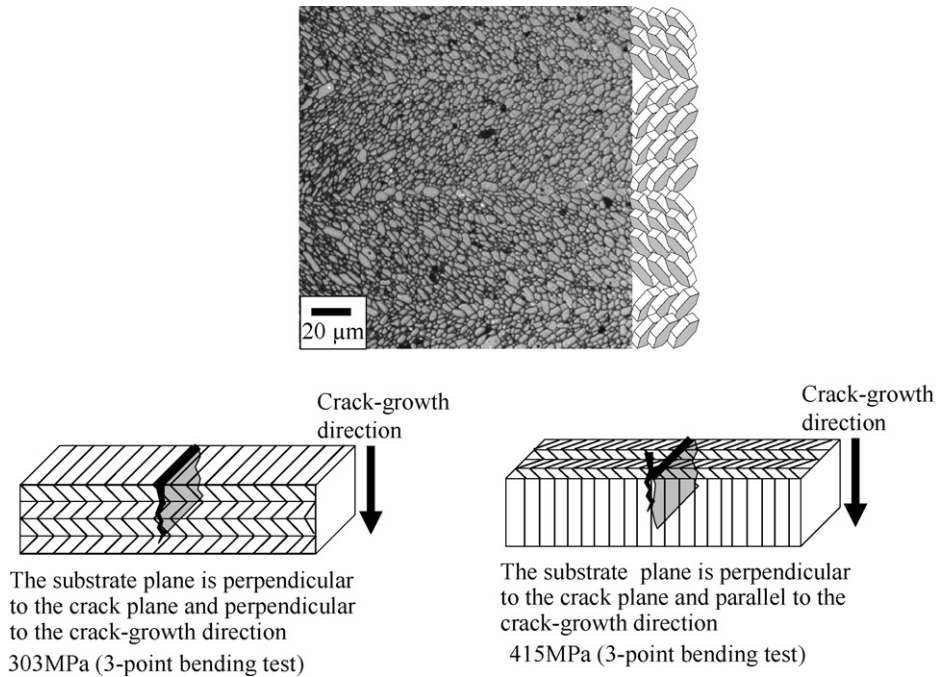 20 µm
Crack-growth
direction
The substrate plane is perpendicular
to the crack plane and perpendicular
to the crack-growth direction
303MPa (3-point bending test)
Crack-growth
direction
The substrate plane is perpendicular
to the crack plane and parallel to the
crack-growth direction
415MPa (3-point bending test)